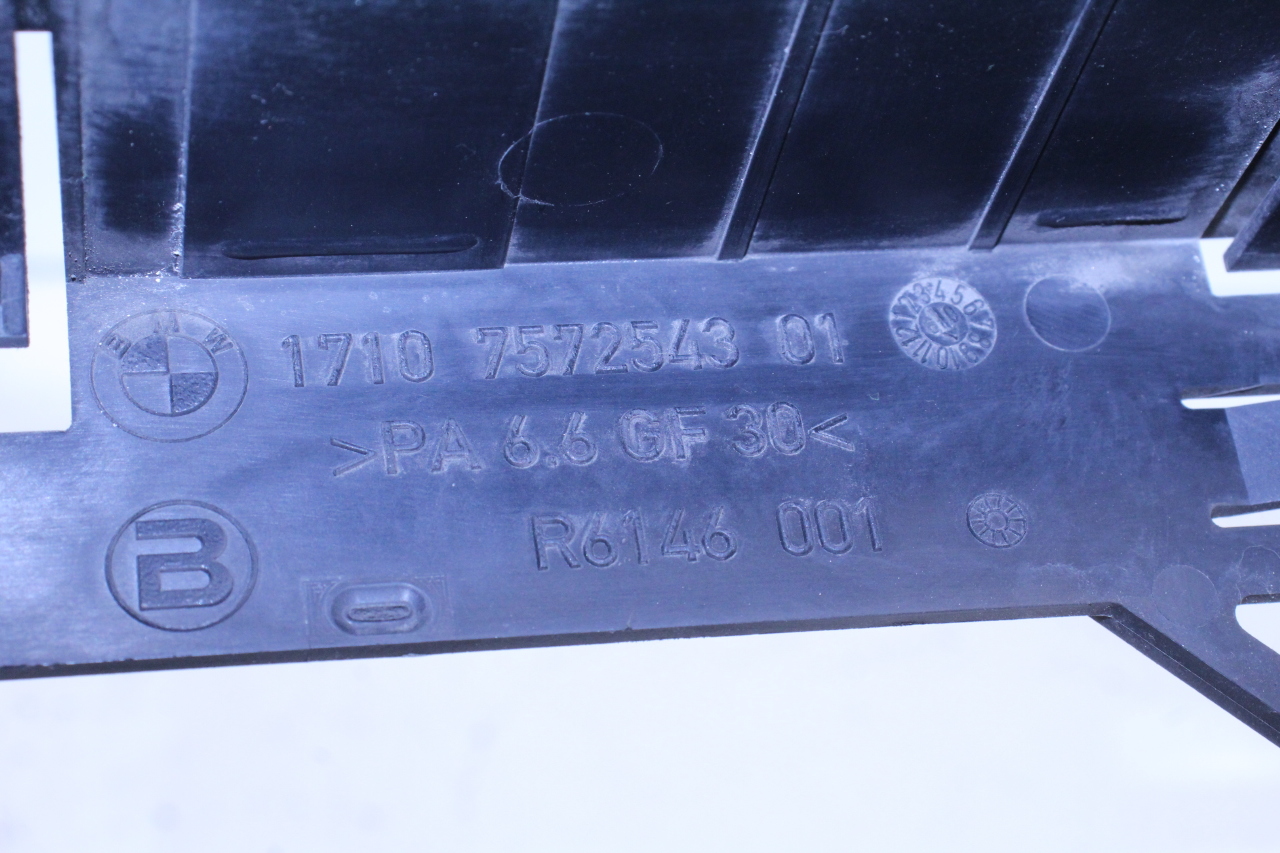 BMW
1710 7572543 01
>PA 6.6 GF 30<
B
R6146 001